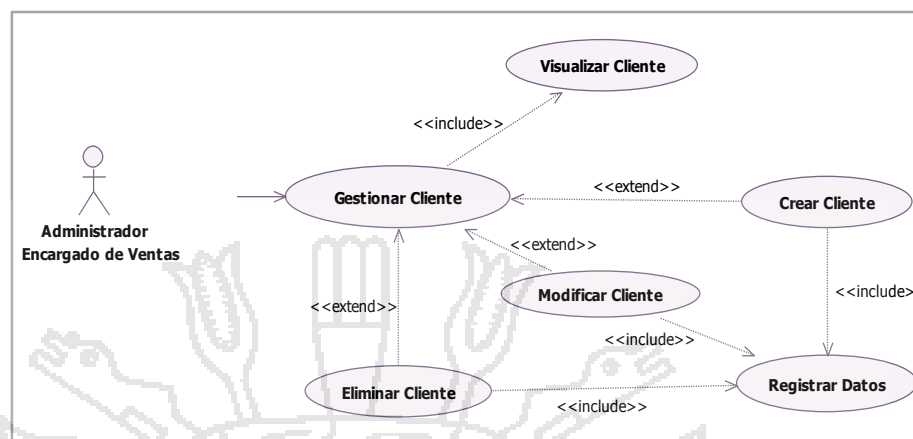 Visualizar Cliente
<<include>>
<<extend>>
Gestionar Cliente
Crear Cliente
Administrador
Encargado de Ventas
<<extend>>
<<extend>>
Modificar Cliente
<<include>
<<include>>
Eliminar Cliente
Registrar Datos
<<include>>